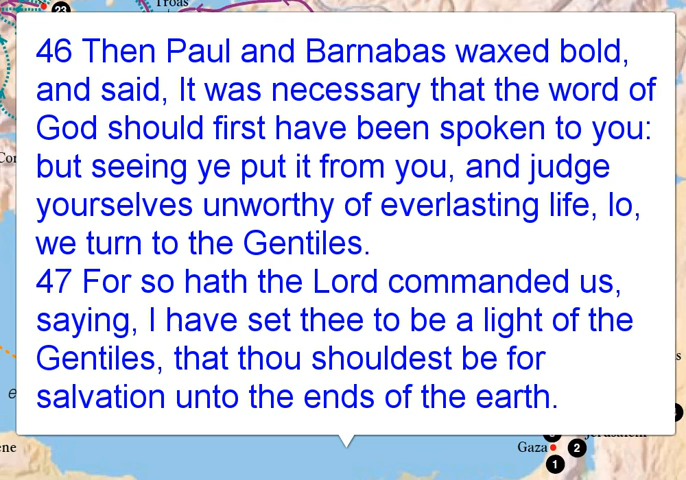 Troas
23
46 Then Paul and Barnabas waxed bold,
and said, It was necessary that the word of
God should first have been spoken to you:
but seeing ye put it from you, and judge
yourselves unworthy of everlasting life, lo,
we turn to the Gentiles.
47 For so hath the Lord commanded us,
saying, I have set thee to be a light of the
Gentiles, that thou shouldest be for
salvation unto the ends of the earth.
Jerusalem
Gaza
2
1